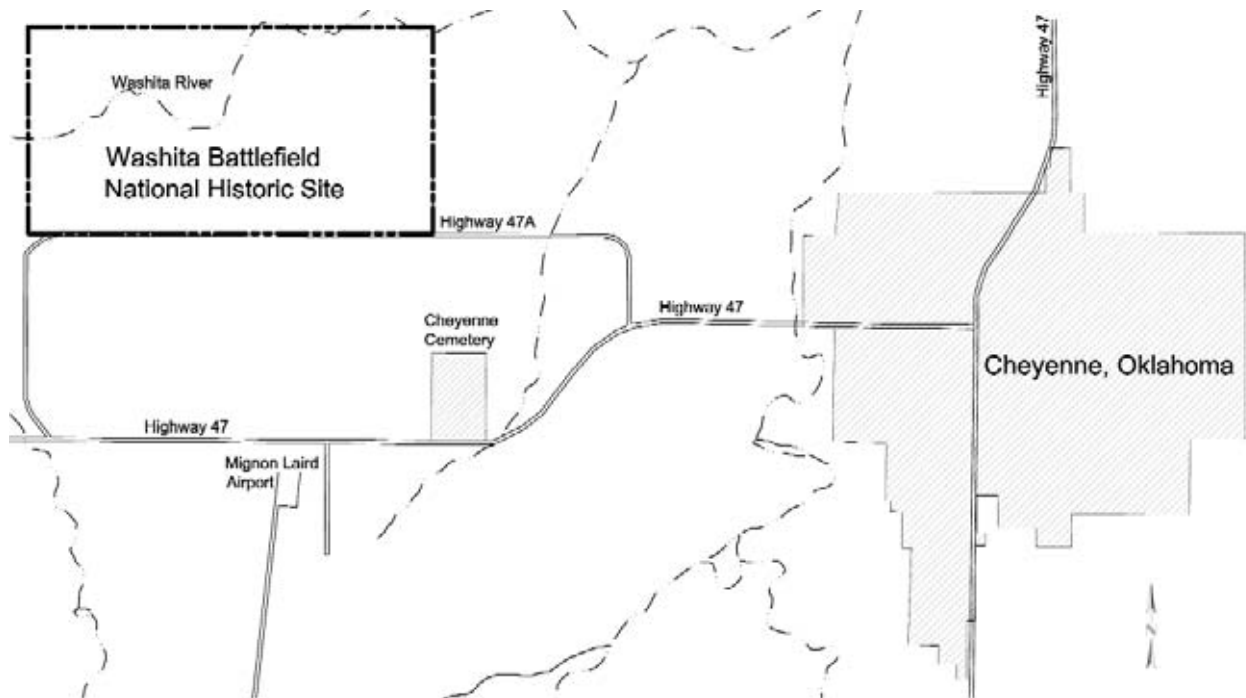 Highway 47
Washita River
Washita Battlefield
National Historic Site
Highway 47A
Highway 47
Cheyenne
Cemetery
Cheyenne, Oklahoma
Highway 47
Mignon Laird
Airport
N